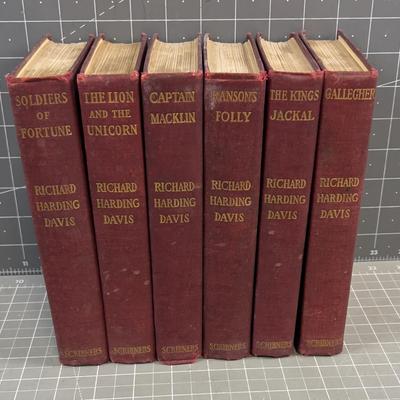 SOLDIERS
OF
FORTUNE
RICHARD
HARDING
DAVIS
SCRIBNERS
THE LION
AND THE
UNICORN
RICHARD
HARDING
DAVIS
SCRIBNERS
CAPTAIN
MACKLIN
RICHARD
HARDING
DAVIS
SCRIBNERS
RANSON'S
FOLLY
RICHARD
HARDING
DAVIS
SCRIBNERS
THE KINGS
JACKAL
RICHARD
HARDING
DAVIS
SCRIBNERS
GALLEGHER
RICHARD
HARDING
DAVIS
SCRIBNERS